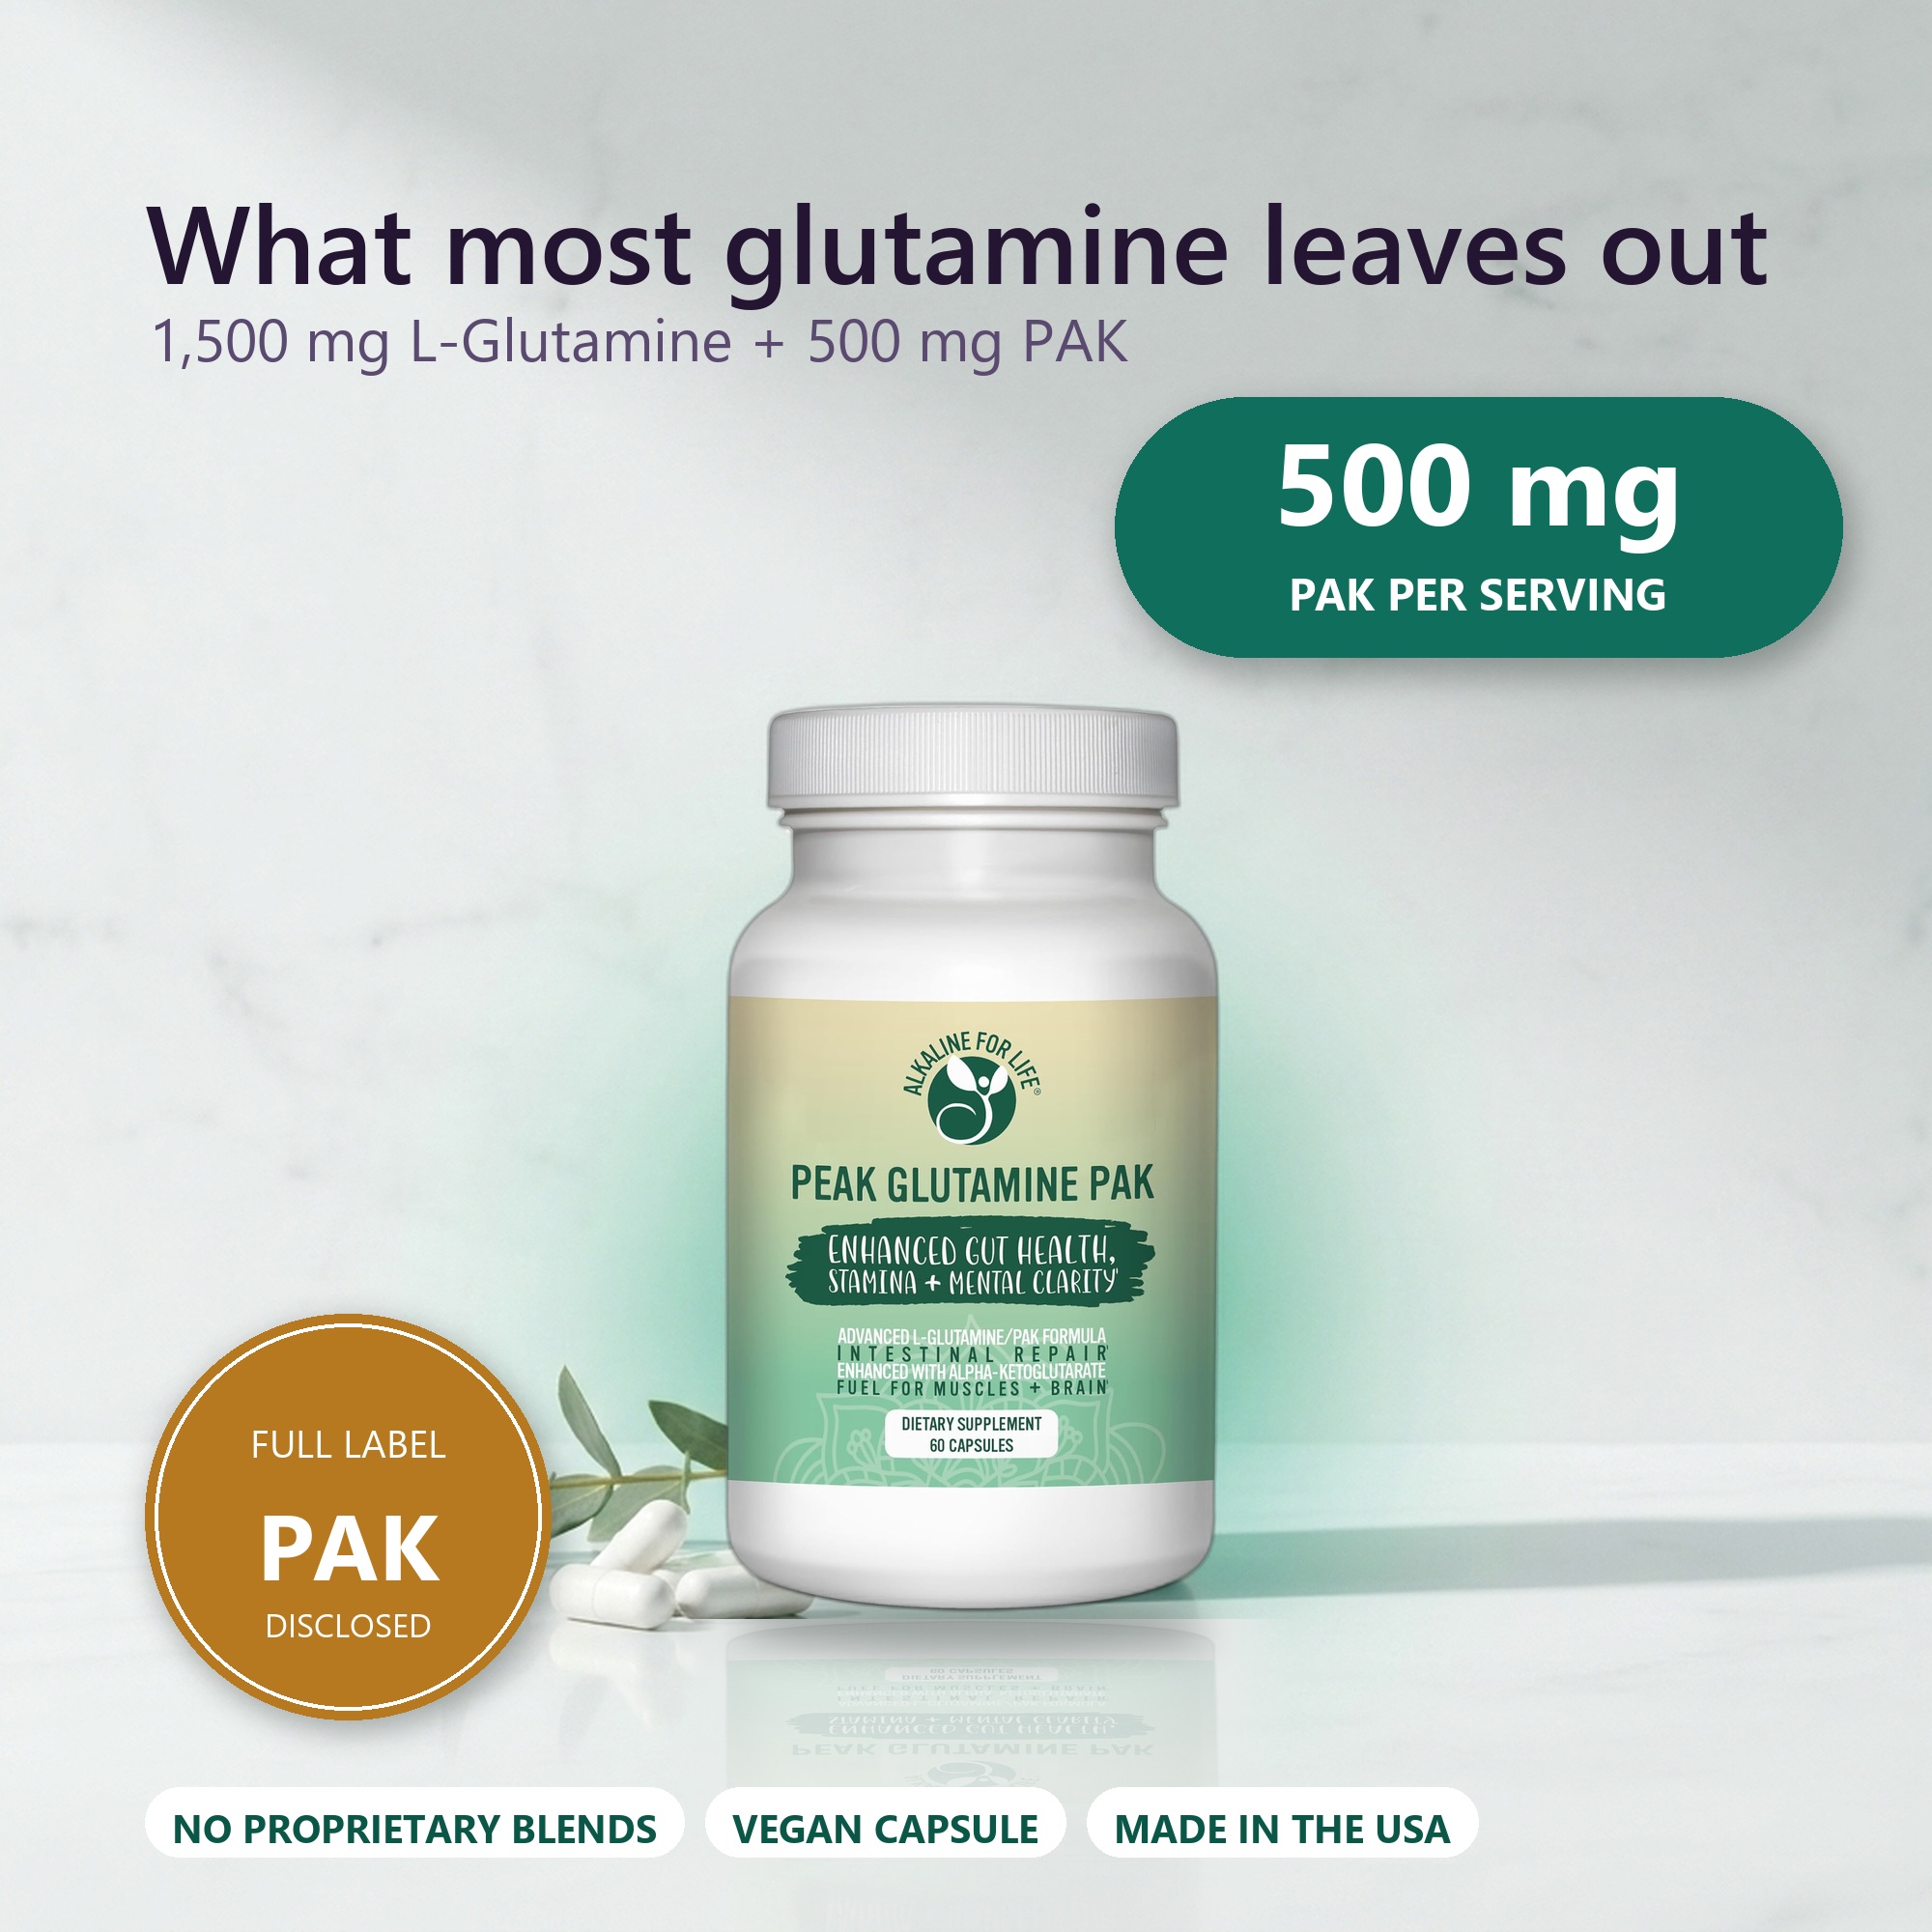 What most glutamine leaves out
1,500 mg L-Glutamine + 500 mg PAK
500 mg
PAK PER SERVING
ALKALINE FOR LIFE®
PEAK GLUTAMINE PAK
ENHANCED GUT HEALTH,
STAMINA + MENTAL CLARITY
ADVANCED L-GLUTAMINE/PAK FORMULA
INTESTINAL REPAIR
ENHANCED WITH ALPHA-KETOGLUTARATE
FUEL FOR MUSCLES + BRAIN
DIETARY SUPPLEMENT
60 CAPSULES
FULL LABEL
PAK
DISCLOSED
NO PROPRIETARY BLENDS
VEGAN CAPSULE
MADE IN THE USA